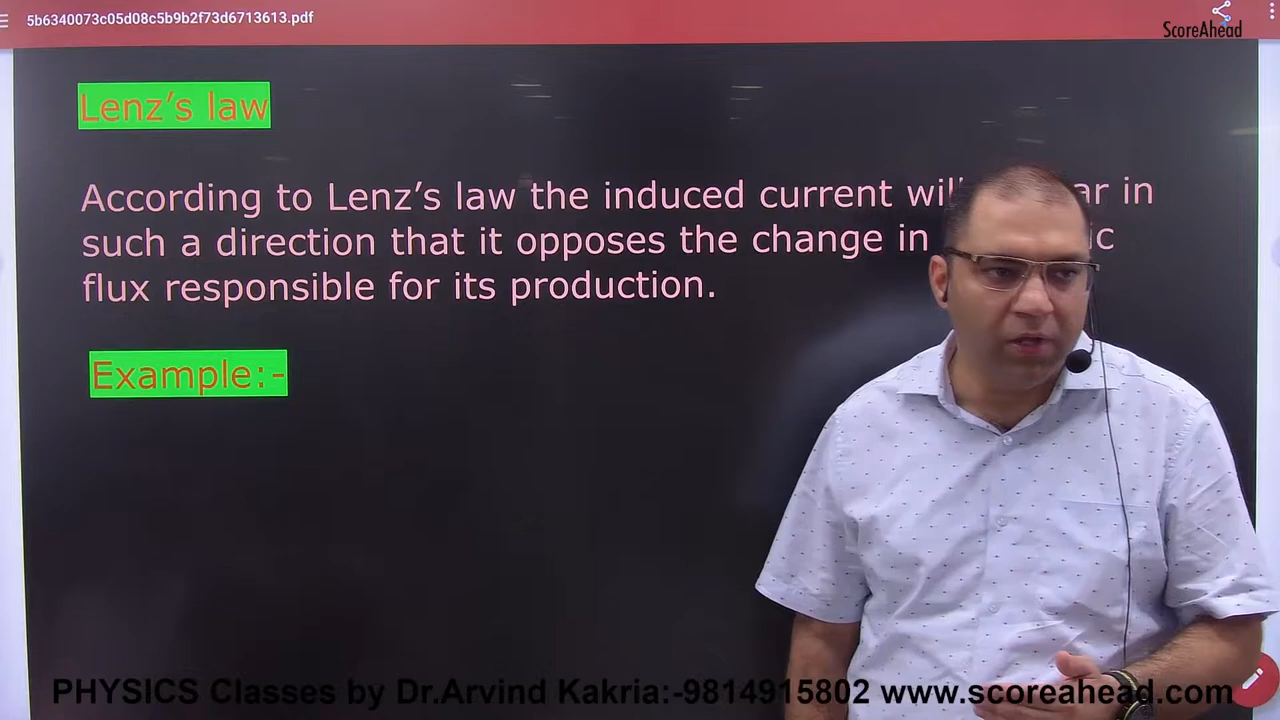 5b6340073c05d08c5b9b2f73d6713613.pdf
ScoreAhead
Lenz's law
According to Lenz's law the induced current in
such a direction that it opposes the change in
flux responsible for its production.
Example:-
PHYSICS Classes by Dr.Arvind Kakria:-9814915802 www.scoreahead.com